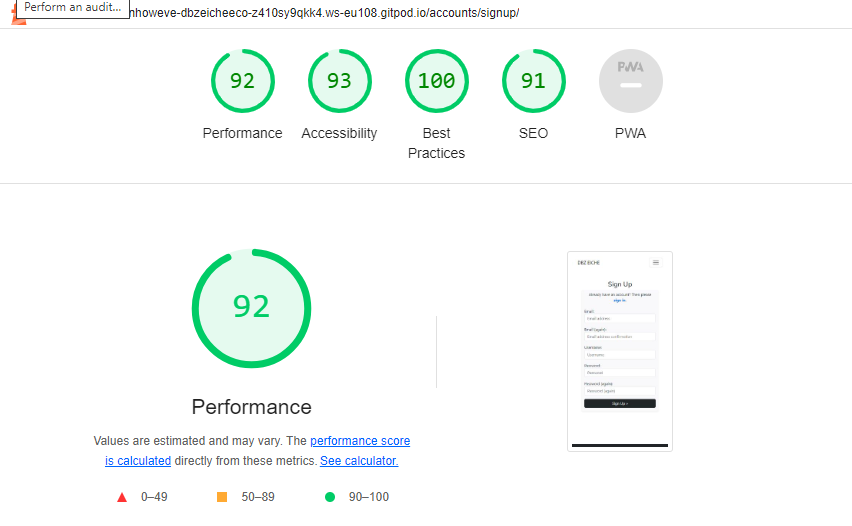 Perform an audit...
nhoweve-dbzeicheeco-z410sy9qkk4.ws-eu108.gitpod.io/accounts/signup/
92
93
100
91
PWA
Performance
Accessibility
Best
Practices
SEO
PWA
92
Performance
Values are estimated and may vary. The performance score
is calculated directly from these metrics. See calculator.
0–49
50–89
90–100
DBZ EICHE
Sign Up
Already have an account? Then please
sign in.
Email
Email address
Email (again)
Email address confirmation
Username
Username
Password
Password
Password (again)
Password (again)
Sign Up »